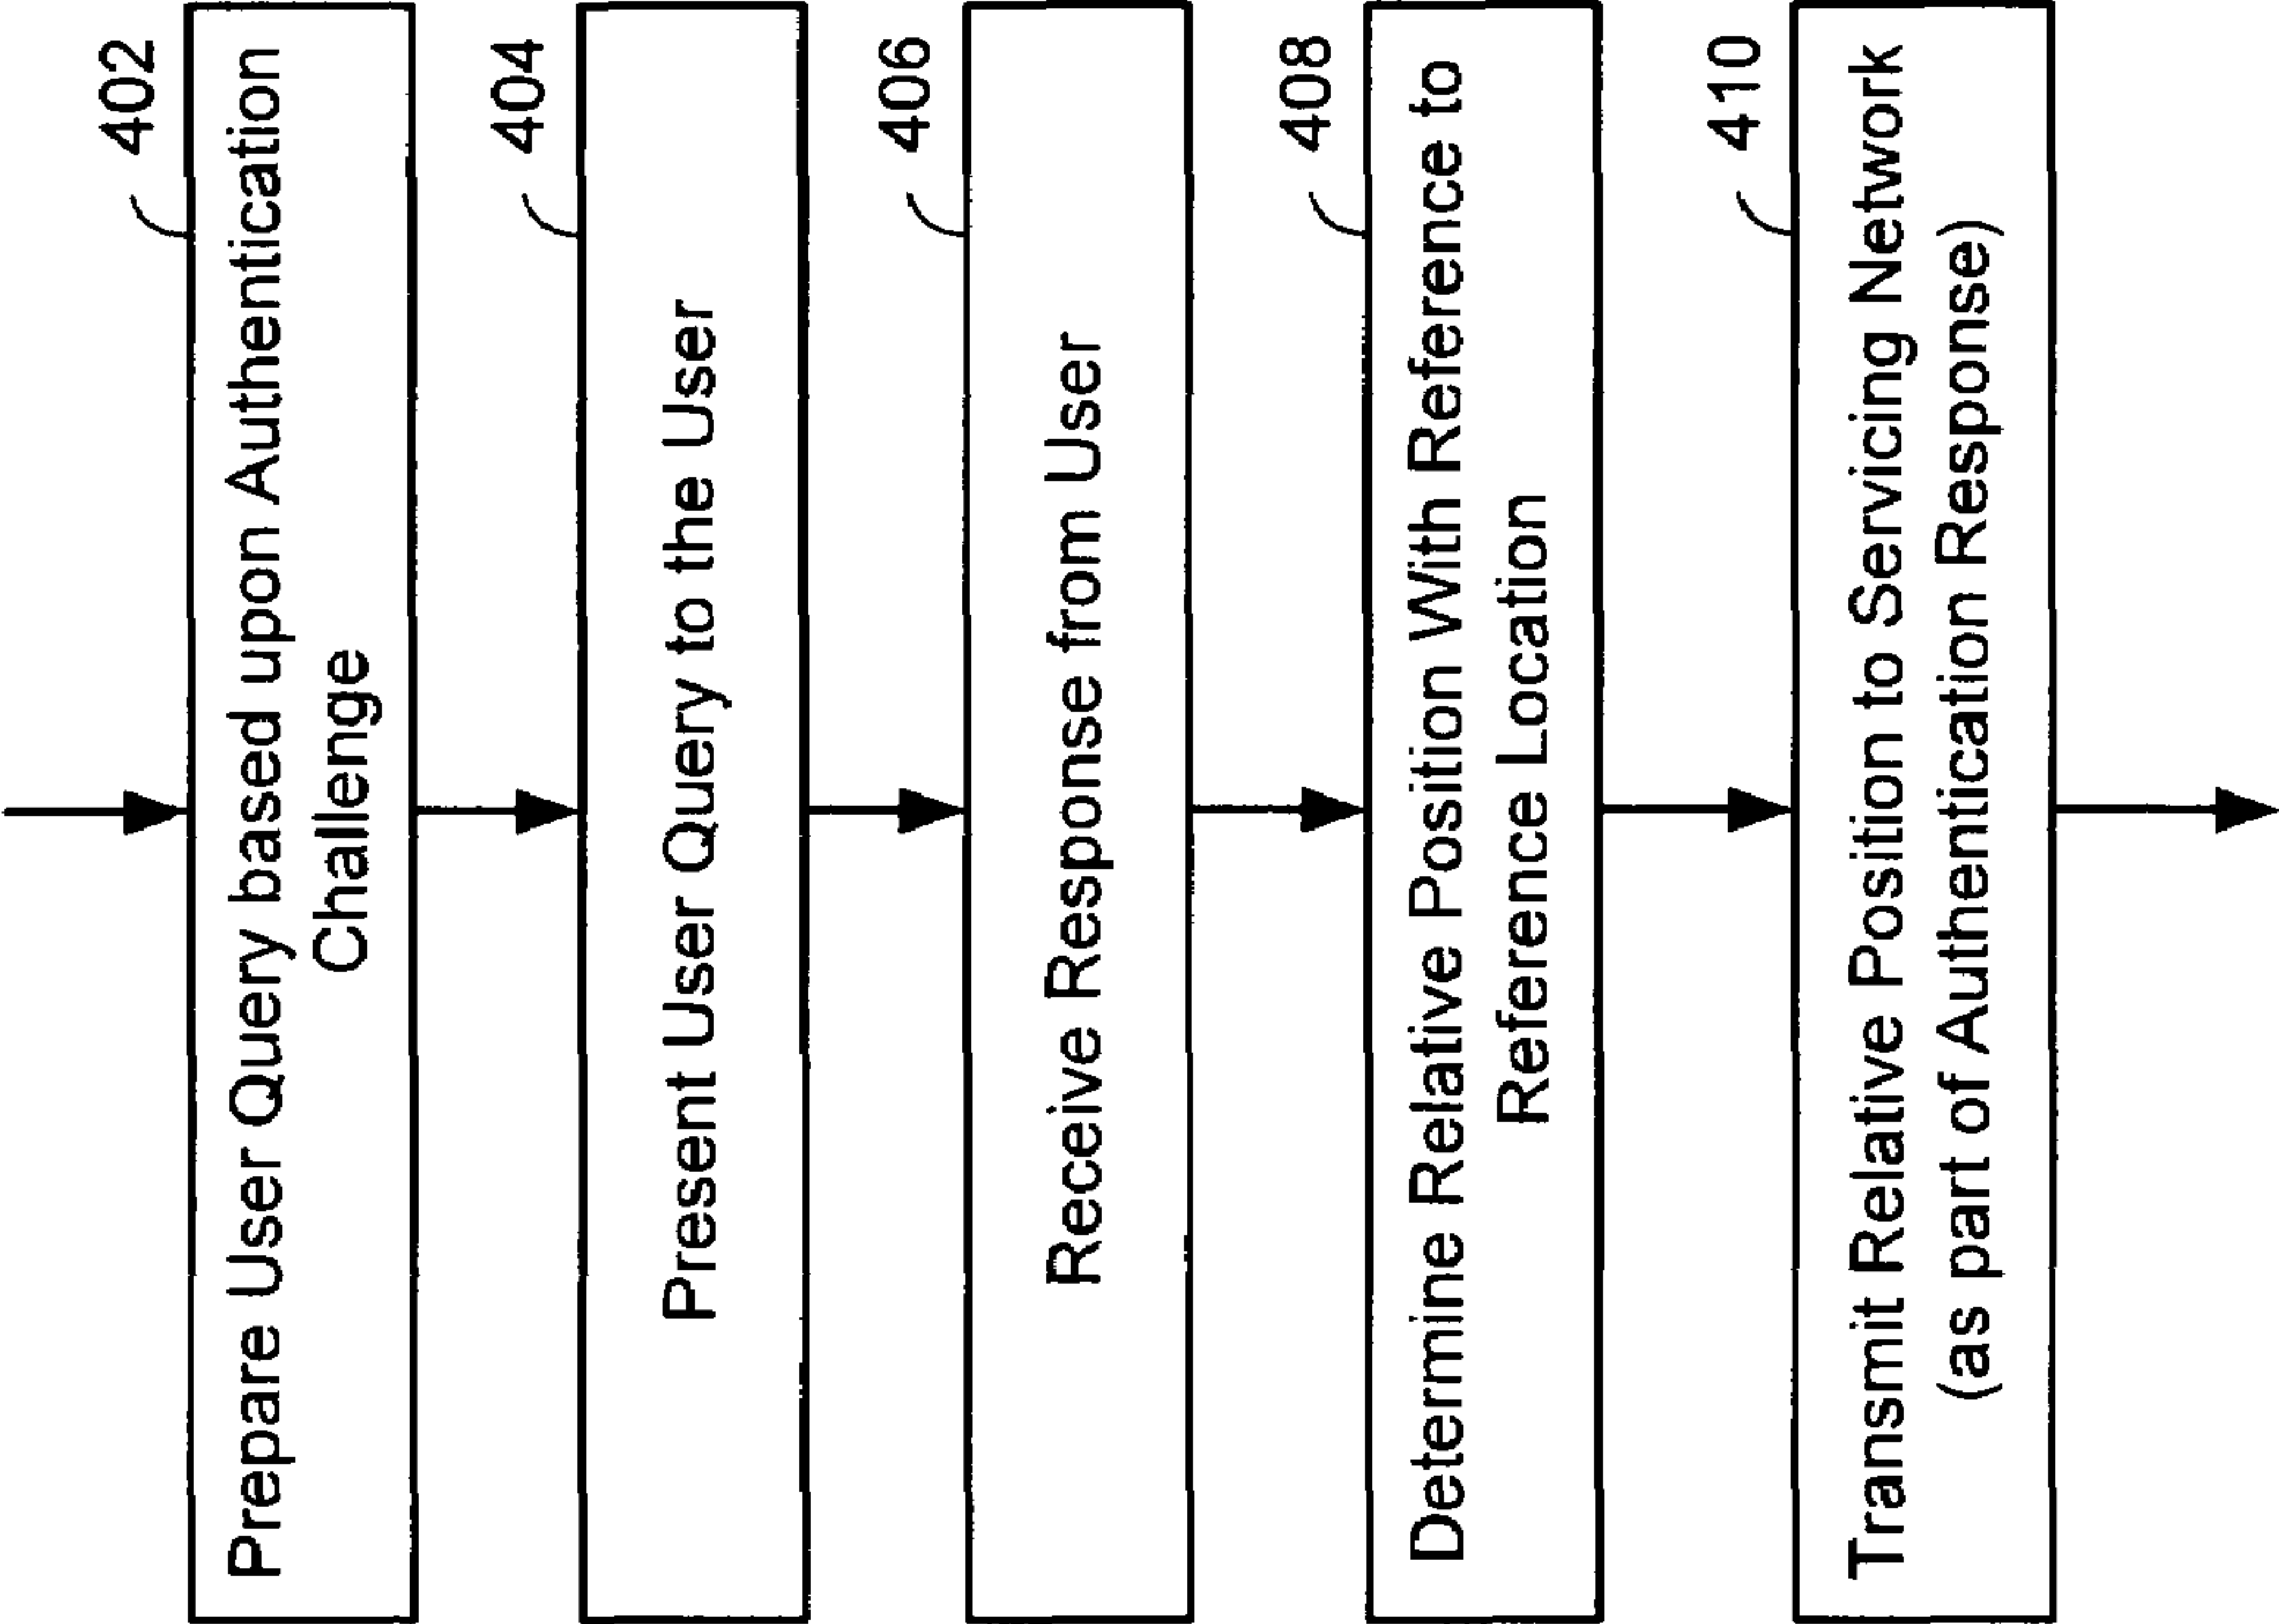 402
Prepare User Query based upon Authentication
Challenge
404
Present User Query to the User
406
Receive Response from User
408
Determine Relative Position With Reference to
Reference Location
410
Transmit Relative Position to Servicing Network
(as part of Authentication Response)